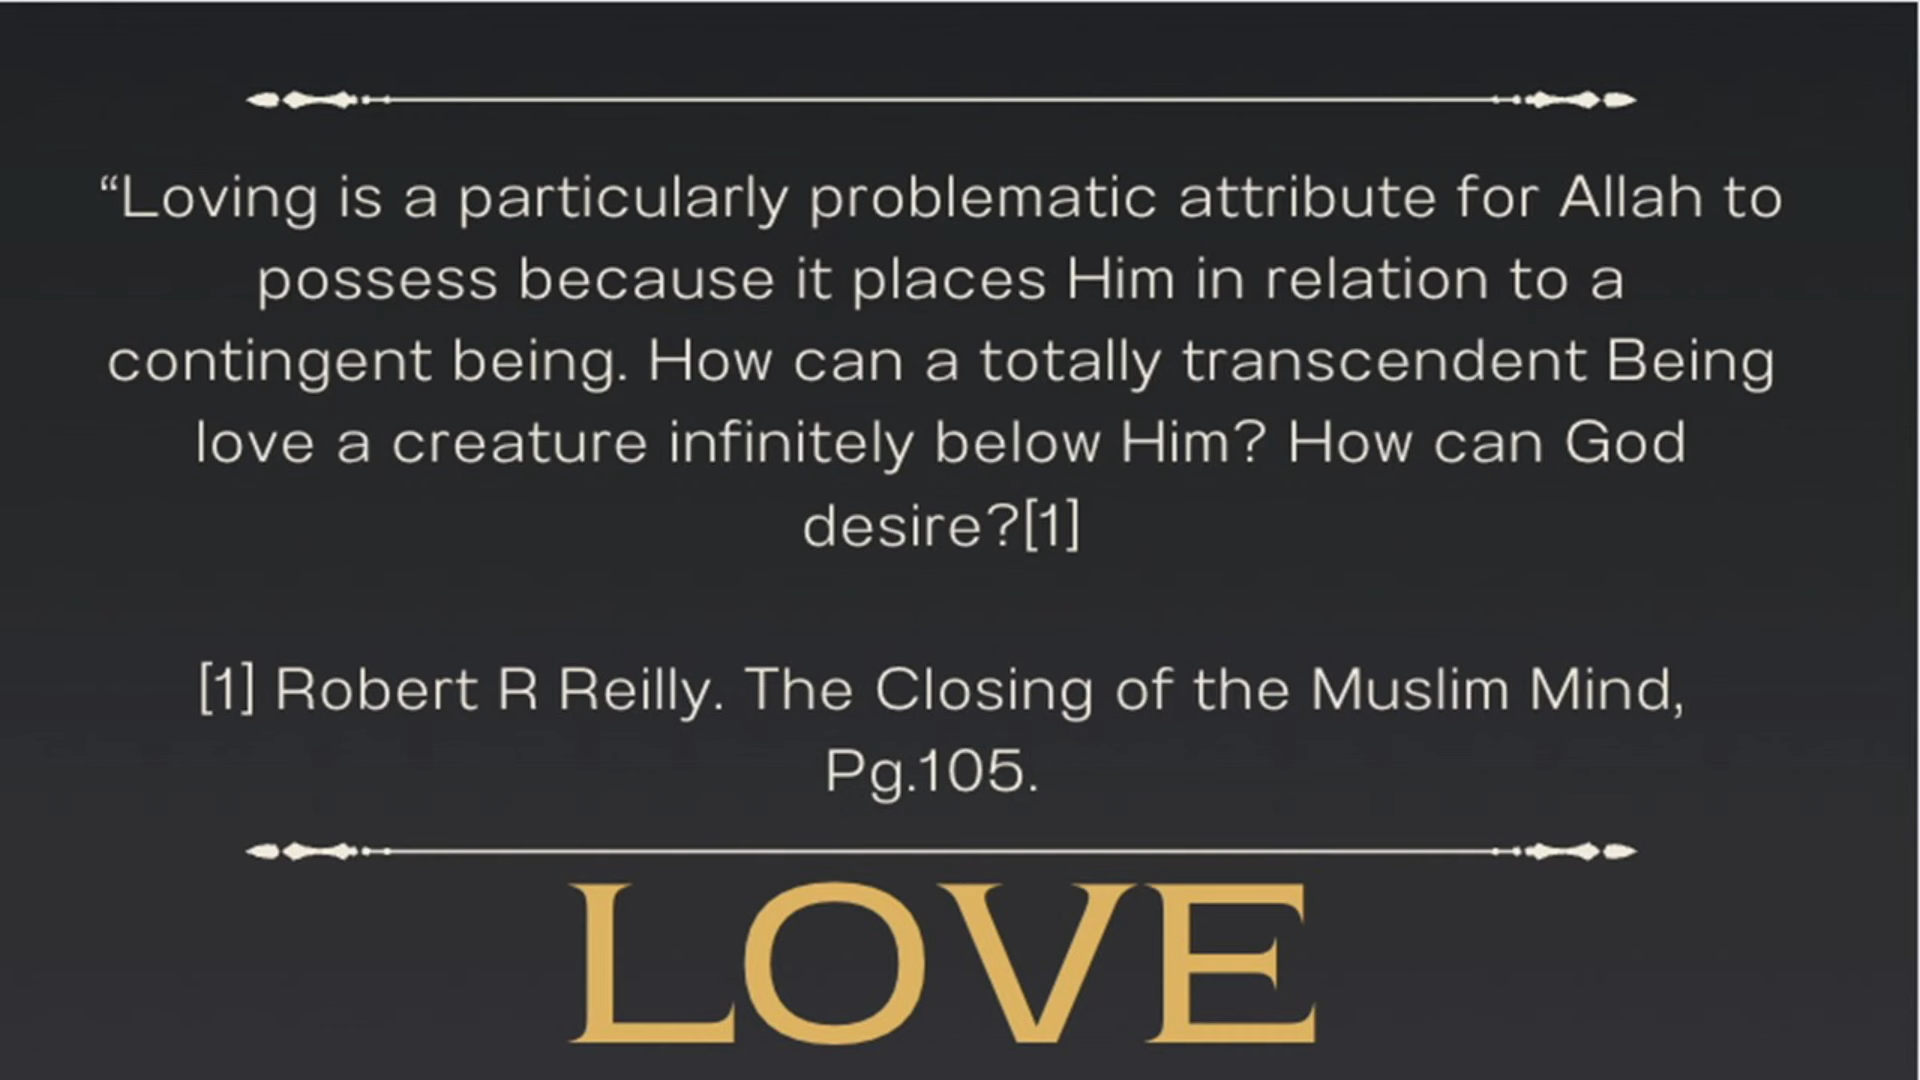 “Loving is a particularly problematic attribute for Allah to
possess because it places Him in relation to a
contingent being. How can a totally transcendent Being
love a creature infinitely below Him? How can God
desire?[1]
[1] Robert R Reilly. The Closing of the Muslim Mind,
Pg.105.
LOVE